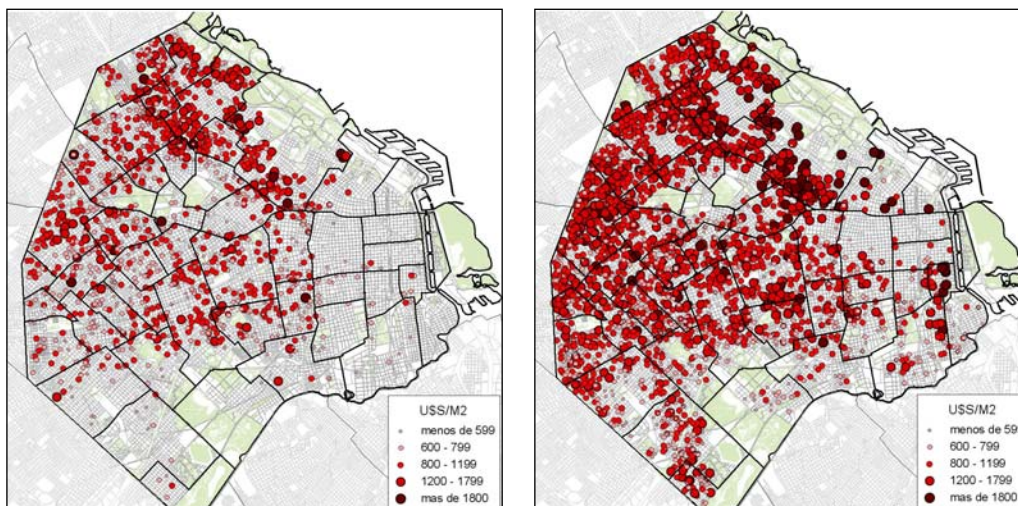 U$S/M2
menos de 599
600 - 799
800 - 1199
1200 - 1799
mas de 1800
U$S/M2
menos de 599
600 - 799
800 - 1199
1200 - 1799
mas de 1800